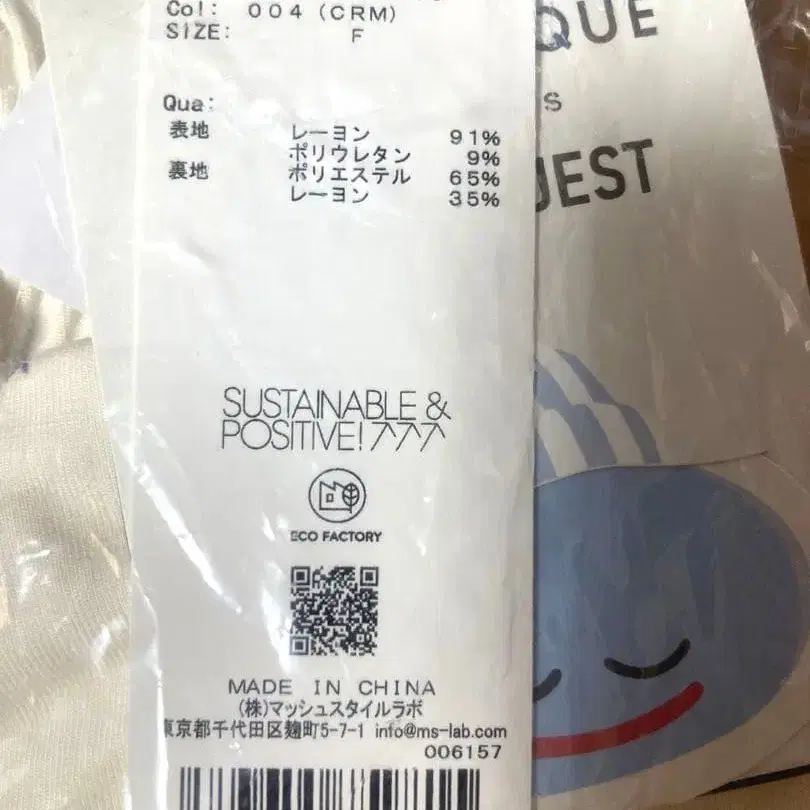 Col: 004(CRM)
SIZE: F
Qua:
表地 レーヨン 91%
ポリウレタン 9%
裏地 ポリエステル 65%
レーヨン 35%
SUSTAINABLE &
POSITIVE!
ECO FACTORY
MADE IN CHINA
(株)マッシュスタイルラボ
東京都千代田区麹町5-7-1 info@ms-lab.com
006157
QUE
S
UEST